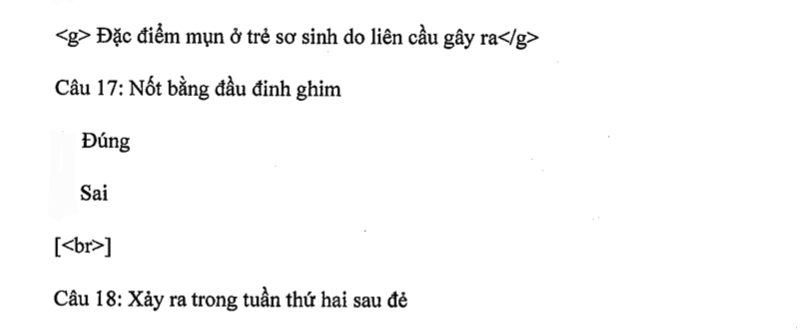 <g> Đặc điểm mụn ở trẻ sơ sinh do liên cầu gây ra</g>
Câu 17: Nốt bằng đầu đinh ghim
Đúng
Sai
[<br>]
Câu 18: Xảy ra trong tuần thứ hai sau đẻ